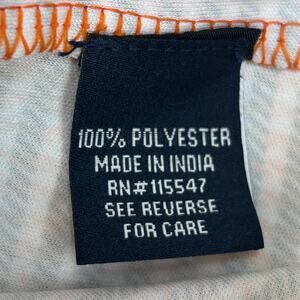 100% POLYESTER
MADE IN INDIA
RN#115547
SEE REVERSE
FOR CARE